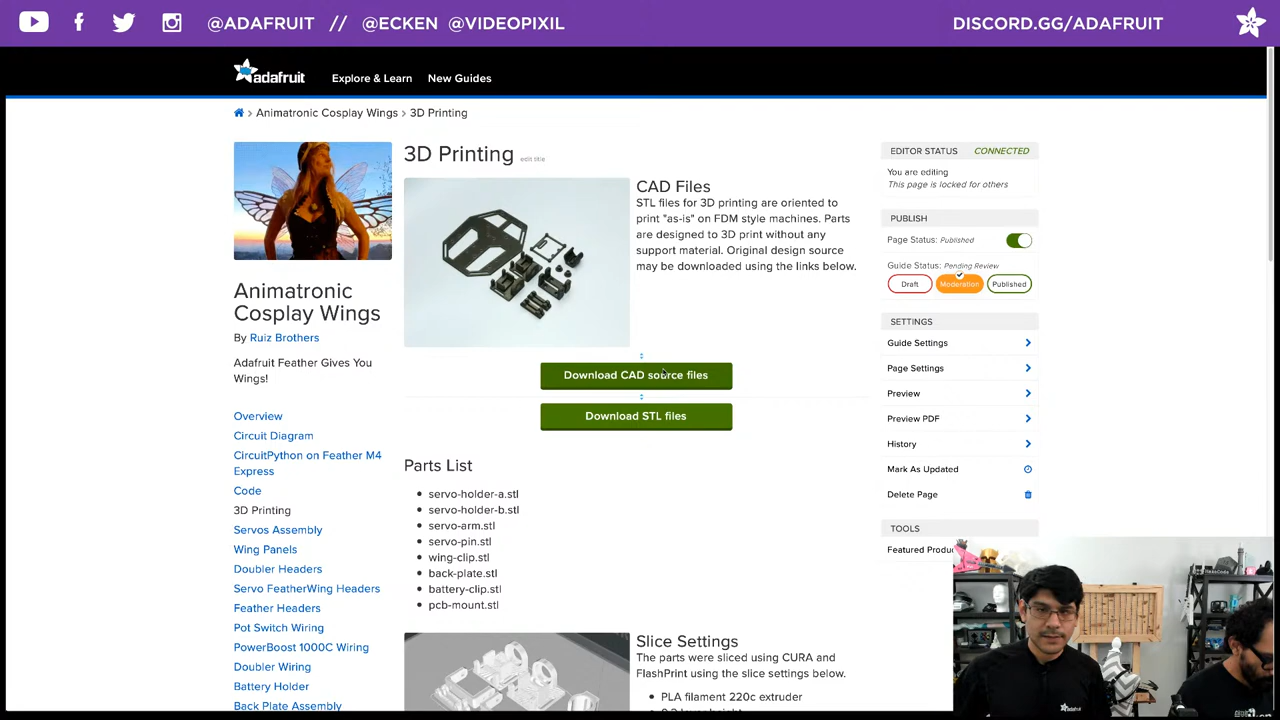 @ADAFRUIT // @ECKEN @VIDEOPIXIL
DISCORD.GG/ADAFRUIT
adafruit
Explore & Learn
New Guides
> Animatronic Cosplay Wings > 3D Printing
Animatronic
Cosplay Wings
By Ruiz Brothers
Adafruit Feather Gives You
Wings!
Overview
Circuit Diagram
CircuitPython on Feather M4
Express
Code
3D Printing
Servos Assembly
Wing Panels
Doubler Headers
Servo FeatherWing Headers
Feather Headers
Pot Switch Wiring
PowerBoost 1000C Wiring
Doubler Wiring
Battery Holder
Back Plate Assembly
3D Printing edit title
CAD Files
STL files for 3D printing are oriented to
print "as-is" on FDM style machines. Parts
are designed to 3D print without any
support material. Original design source
may be downloaded using the links below.
Download CAD source files
Download STL files
Parts List
servo-holder-a.stl
servo-holder-b.stl
servo-arm.stl
servo-pin.stl
wing-clip.stl
back-plate.stl
battery-clip.stl
pcb-mount.stl
Slice Settings
The parts were sliced using CURA and
FlashPrint using the slice settings below.
PLA filament 220c extruder
EDITOR STATUS CONNECTED
You are editing
This page is locked for others
PUBLISH
Page Status: Published
Guide Status: Pending Review
Draft
Moderation
Published
SETTINGS
Guide Settings
Page Settings
Preview
Preview PDF
History
Mark As Updated
Delete Page
TOOLS
adafruit